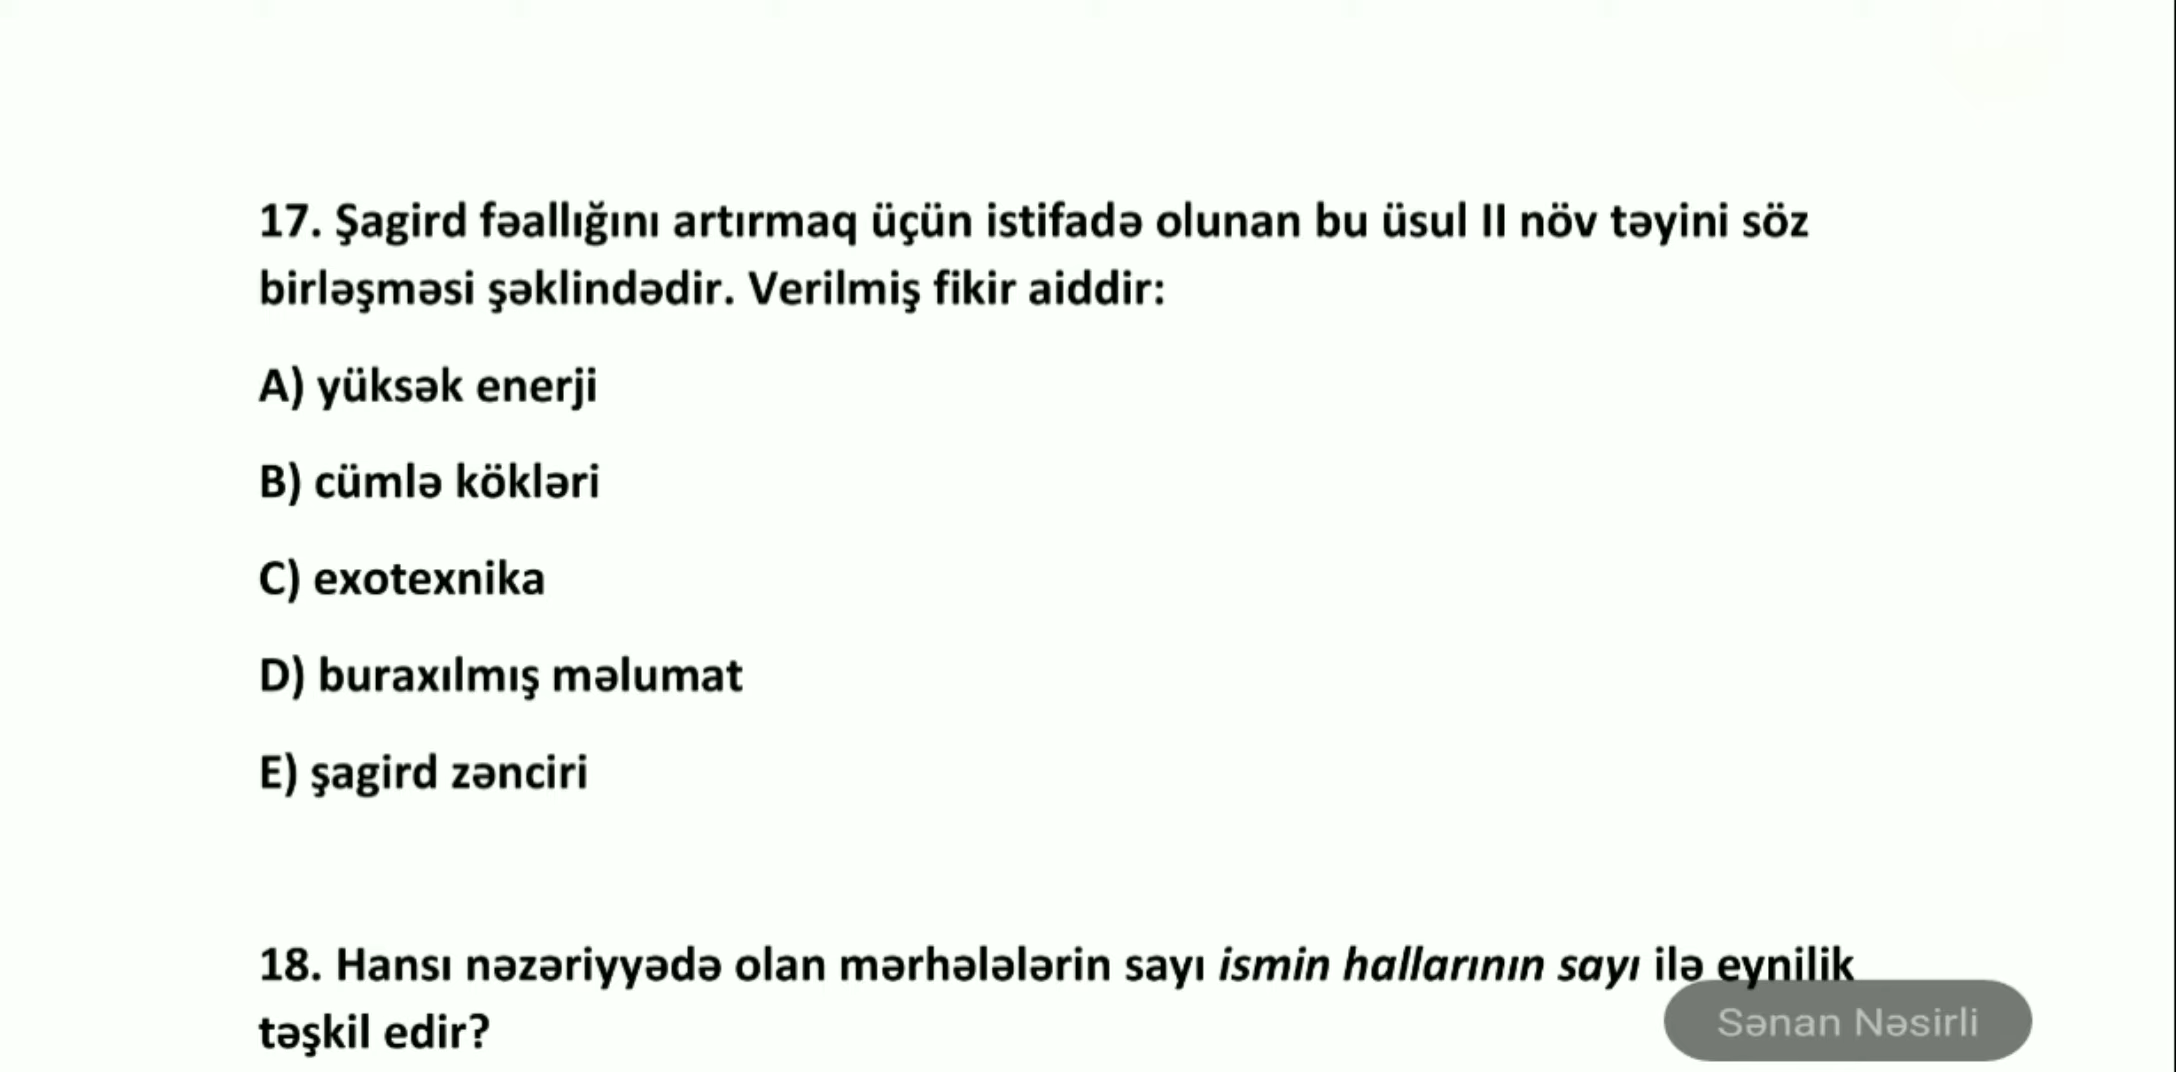 17. Şagird fəallığını artırmaq üçün istifadə olunan bu üsul II növ təyini söz
birləşməsi şəklindədir. Verilmiş fikir aiddir:
A) yüksək enerji
B) cümlə kökləri
C) exotexnika
D) buraxılmış məlumat
E) şagird zənciri
18. Hansı nəzəriyyədə olan mərhələlərin sayı ismin hallarının sayı ilə eynilik
təşkil edir?
Sənan Nəsirli